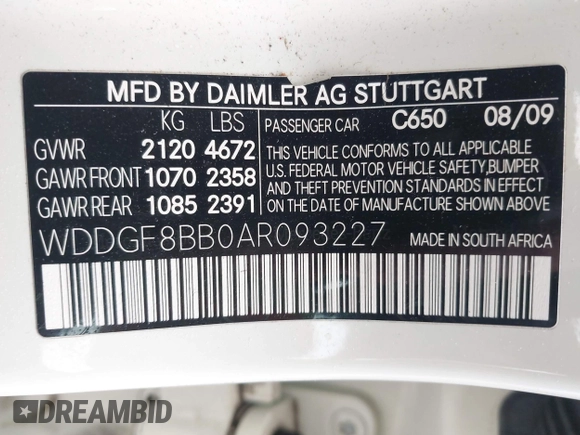 MFD BY DAIMLER AG STUTTGART
KG LBS PASSENGER CAR C650 08/09
GVWR 2120 4672 THIS VEHICLE CONFORMS TO ALL APPLICABLE
GAWR FRONT 1070 2358 U.S. FEDERAL MOTOR VEHICLE SAFETY,BUMPER
GAWR REAR 1085 2391 AND THEFT PREVENTION STANDARDS IN EFFECT
ON THE DATE OF MANUFACTURE SHOWN ABOVE
WDDGF8BB0AR093227 MADE IN SOUTH AFRICA
DREAMBID